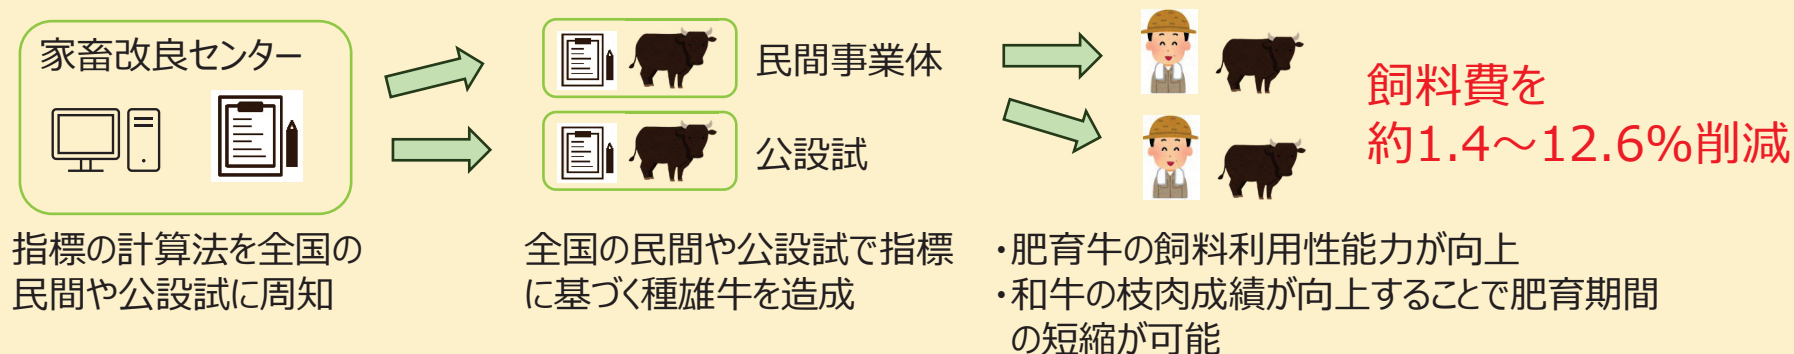 家畜改良センター
指標の計算法を全国の
民間や公設試に周知
民間事業体
公設試
全国の民間や公設試で指標
に基づく種雄牛を造成
飼料費を
約1.4～12.6%削減
・肥育牛の飼料利用性能力が向上
・和牛の枝肉成績が向上することで肥育期間
の短縮が可能